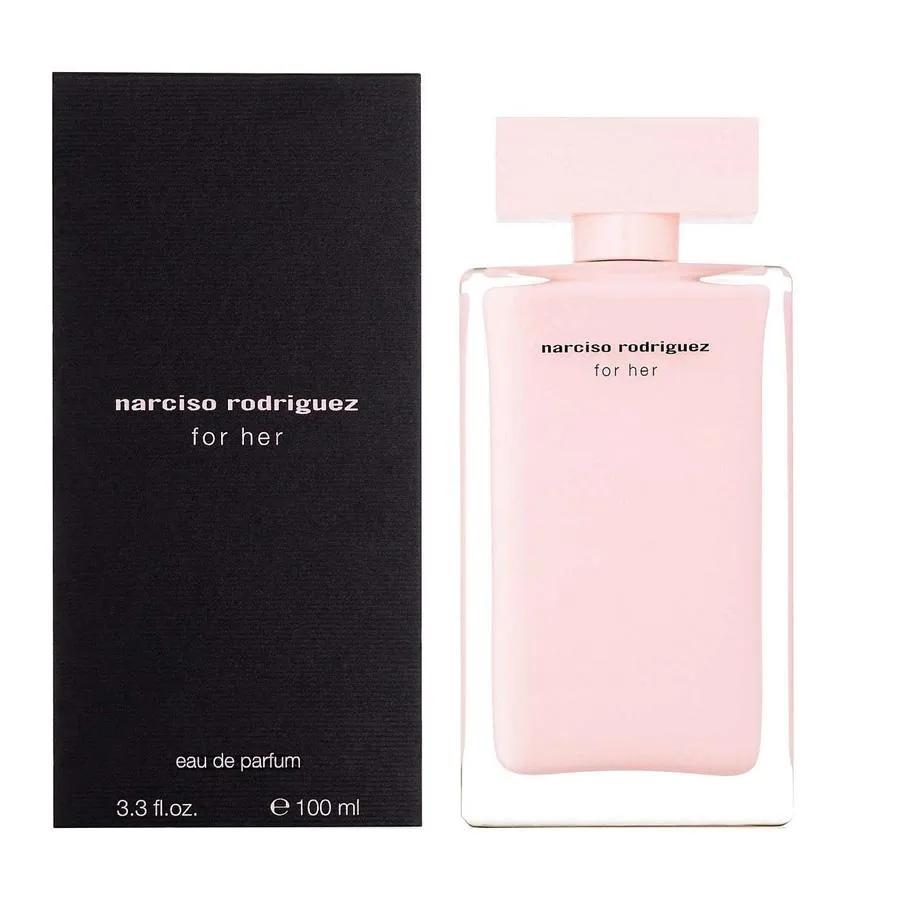 narciso rodriguez
for her
eau de parfum
3.3 fl.oz. ℮ 100 ml
narciso rodriguez
for her